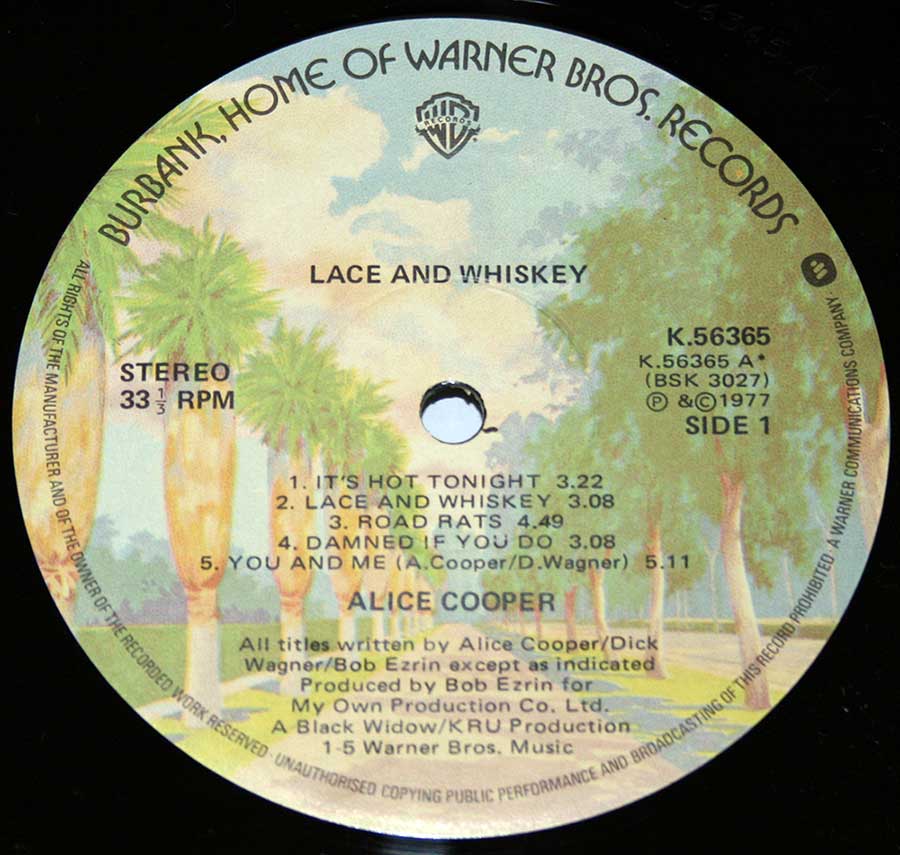 BURBANK, HOME OF WARNER BROS. RECORDS
WB
RECORDS
LACE AND WHISKEY
STEREO
33 1/3 RPM
K.56365
K.56365 A*
(BSK 3027)
Ⓟ &©1977
SIDE 1
1. IT'S HOT TONIGHT 3.22
2. LACE AND WHISKEY 3.08
3. ROAD RATS 4.49
4. DAMNED IF YOU DO 3.08
5. YOU AND ME (A.Cooper/D.Wagner) 5.11
ALICE COOPER
All titles written by Alice Cooper/Dick
Wagner/Bob Ezrin except as indicated
Produced by Bob Ezrin for
My Own Production Co. Ltd.
A Black Widow/KRU Production
1-5 Warner Bros. Music
ALL RIGHTS OF THE MANUFACTURER AND OF THE OWNER OF THE RECORDED WORK RESERVED · UNAUTHORISED COPYING PUBLIC PERFORMANCE AND BROADCASTING OF THIS RECORD PROHIBITED · A WARNER COMMUNICATIONS COMPANY